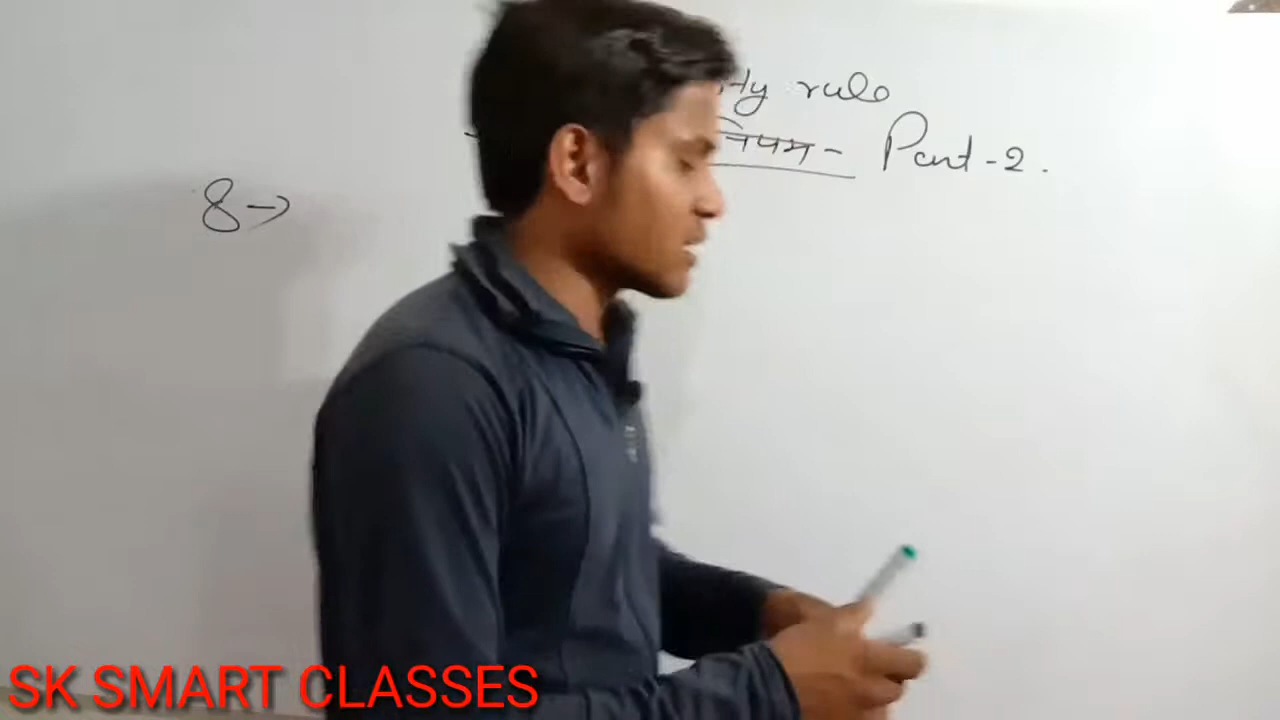 rule
नियम - Part-2.
8→
SK SMART CLASSES